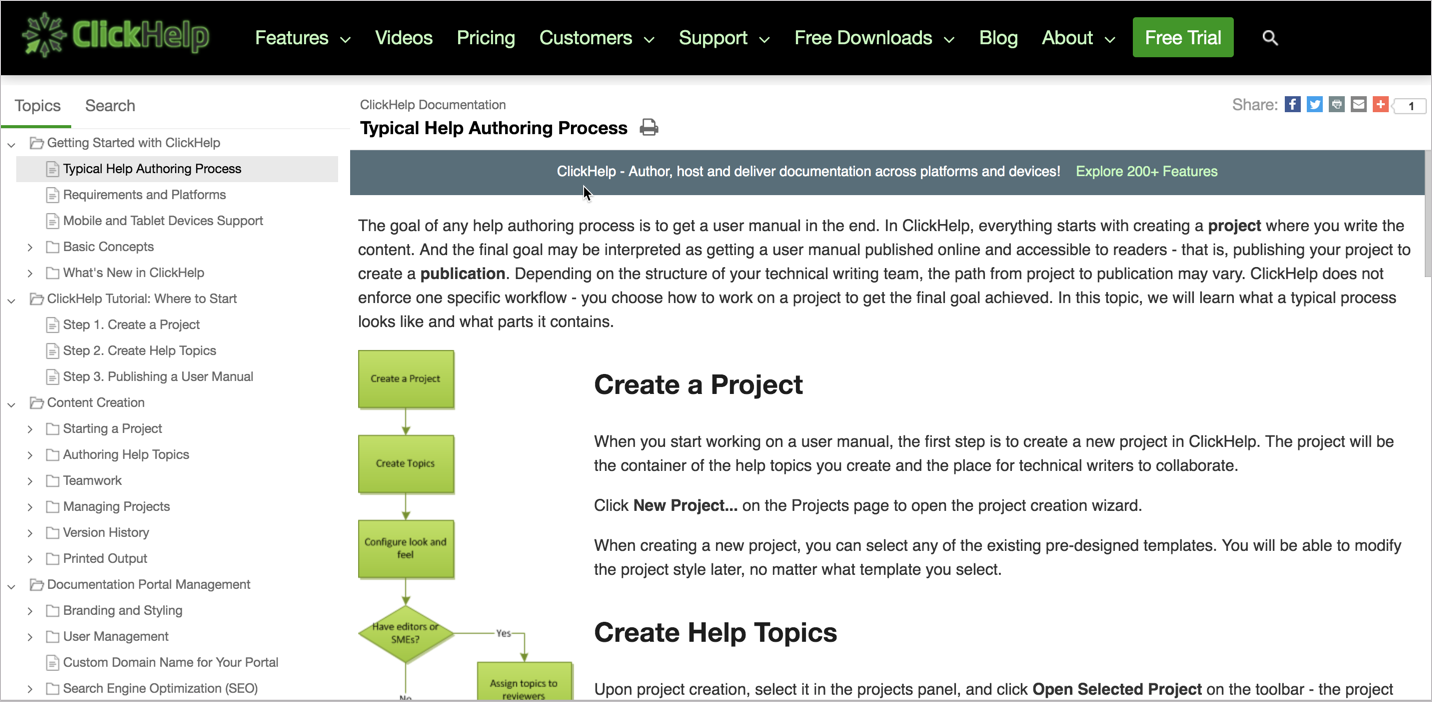 ClickHelp
Features
Videos
Pricing
Customers
Support
Free Downloads
Blog
About
Free Trial
Topics
Search
Getting Started with ClickHelp
Typical Help Authoring Process
Requirements and Platforms
Mobile and Tablet Devices Support
Basic Concepts
What's New in ClickHelp
ClickHelp Tutorial: Where to Start
Step 1. Create a Project
Step 2. Create Help Topics
Step 3. Publishing a User Manual
Content Creation
Starting a Project
Authoring Help Topics
Teamwork
Managing Projects
Version History
Printed Output
Documentation Portal Management
Branding and Styling
User Management
Custom Domain Name for Your Portal
Search Engine Optimization (SEO)
ClickHelp Documentation
Typical Help Authoring Process
Share:
1
ClickHelp - Author, host and deliver documentation across platforms and devices! Explore 200+ Features
The goal of any help authoring process is to get a user manual in the end. In ClickHelp, everything starts with creating a project where you write the
content. And the final goal may be interpreted as getting a user manual published online and accessible to readers - that is, publishing your project to
create a publication. Depending on the structure of your technical writing team, the path from project to publication may vary. ClickHelp does not
enforce one specific workflow - you choose how to work on a project to get the final goal achieved. In this topic, we will learn what a typical process
looks like and what parts it contains.
Create a Project
Create Topics
Configure look and
feel
Have editors or
SMEs?
Yes
No
Assign topics to
reviewers
Create a Project
When you start working on a user manual, the first step is to create a new project in ClickHelp. The project will be
the container of the help topics you create and the place for technical writers to collaborate.
Click New Project... on the Projects page to open the project creation wizard.
When creating a new project, you can select any of the existing pre-designed templates. You will be able to modify
the project style later, no matter what template you select.
Create Help Topics
Upon project creation, select it in the projects panel, and click Open Selected Project on the toolbar - the project